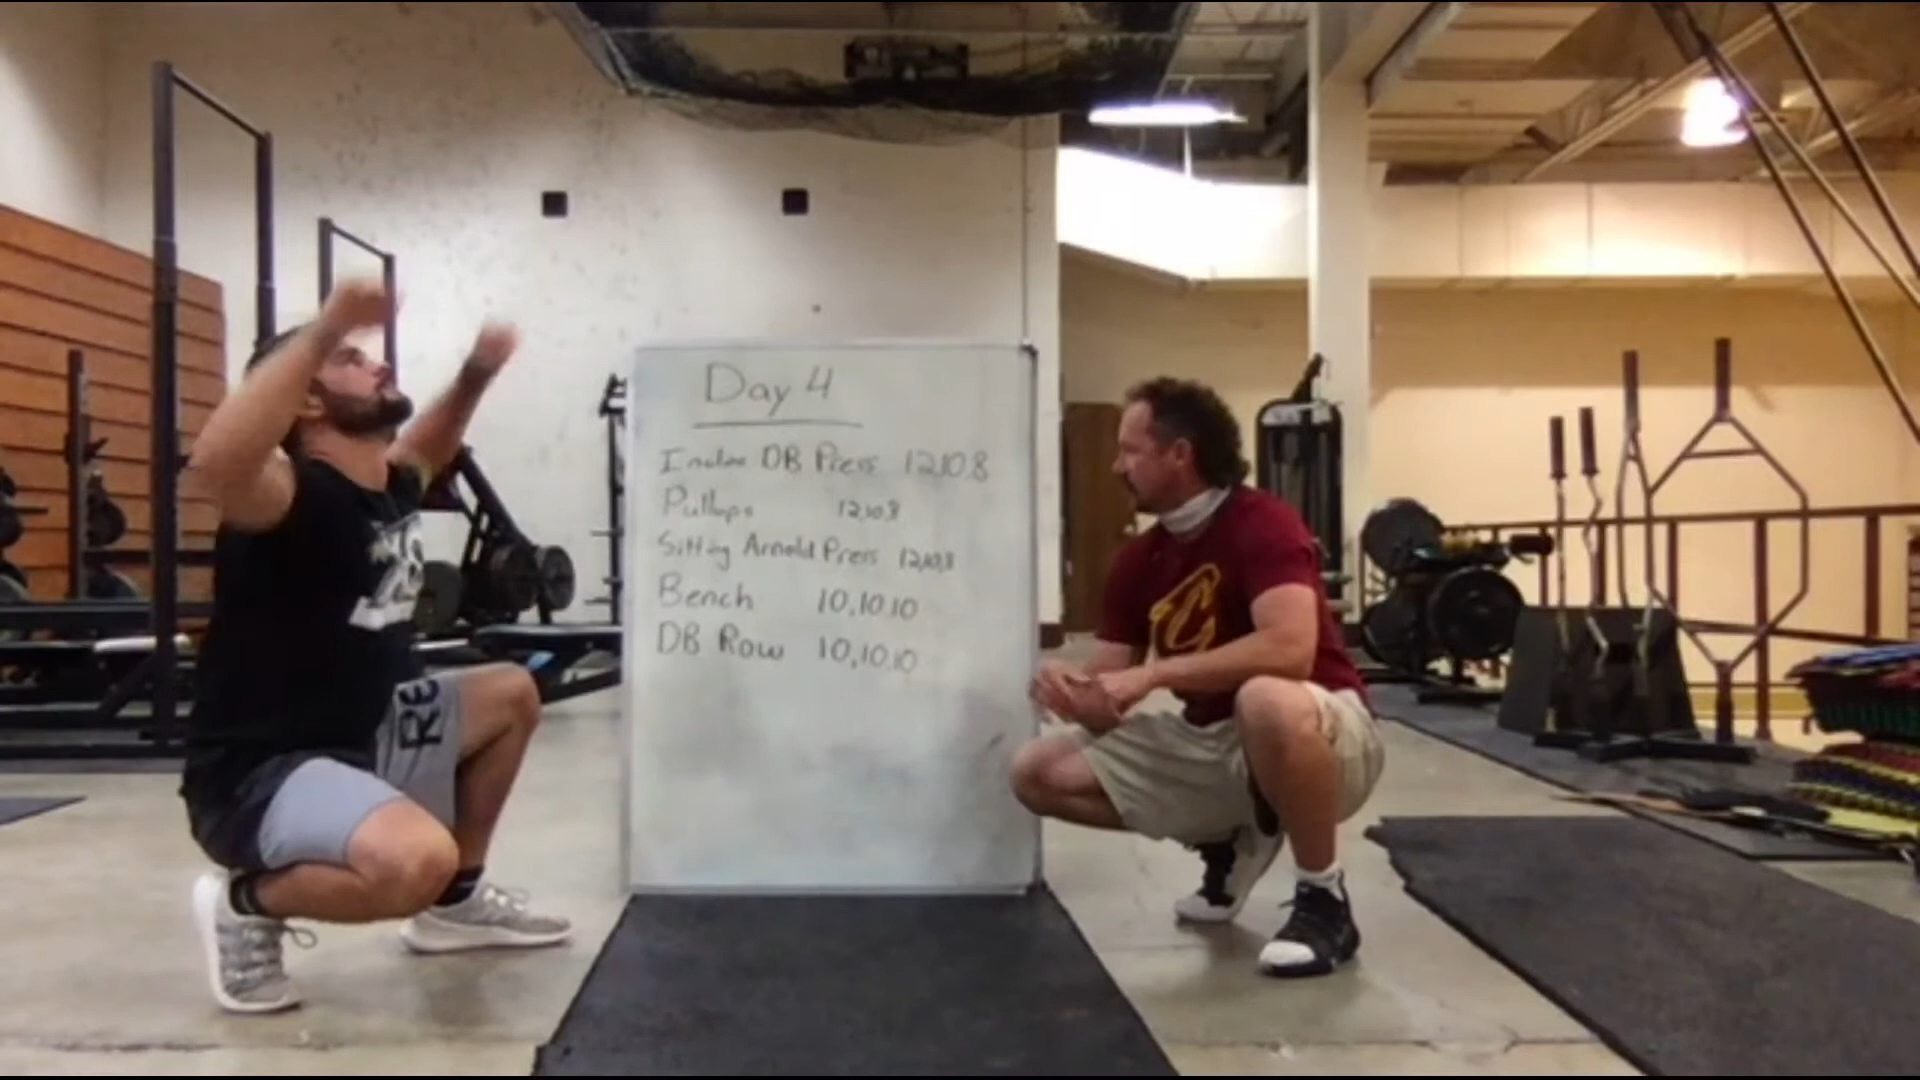 Day 4
Incline DB Press 12,10,8
Pullups 12,10,8
Sitting Arnold Press 12,10,8
Bench 10,10,10
DB Row 10,10,10
RE
C